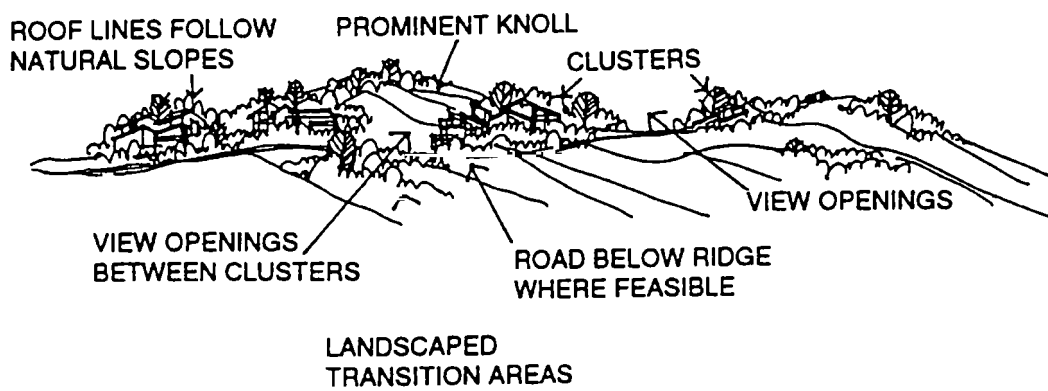 ROOF LINES FOLLOW
NATURAL SLOPES
PROMINENT KNOLL
CLUSTERS
VIEW OPENINGS
VIEW OPENINGS
BETWEEN CLUSTERS
ROAD BELOW RIDGE
WHERE FEASIBLE
LANDSCAPED
TRANSITION AREAS